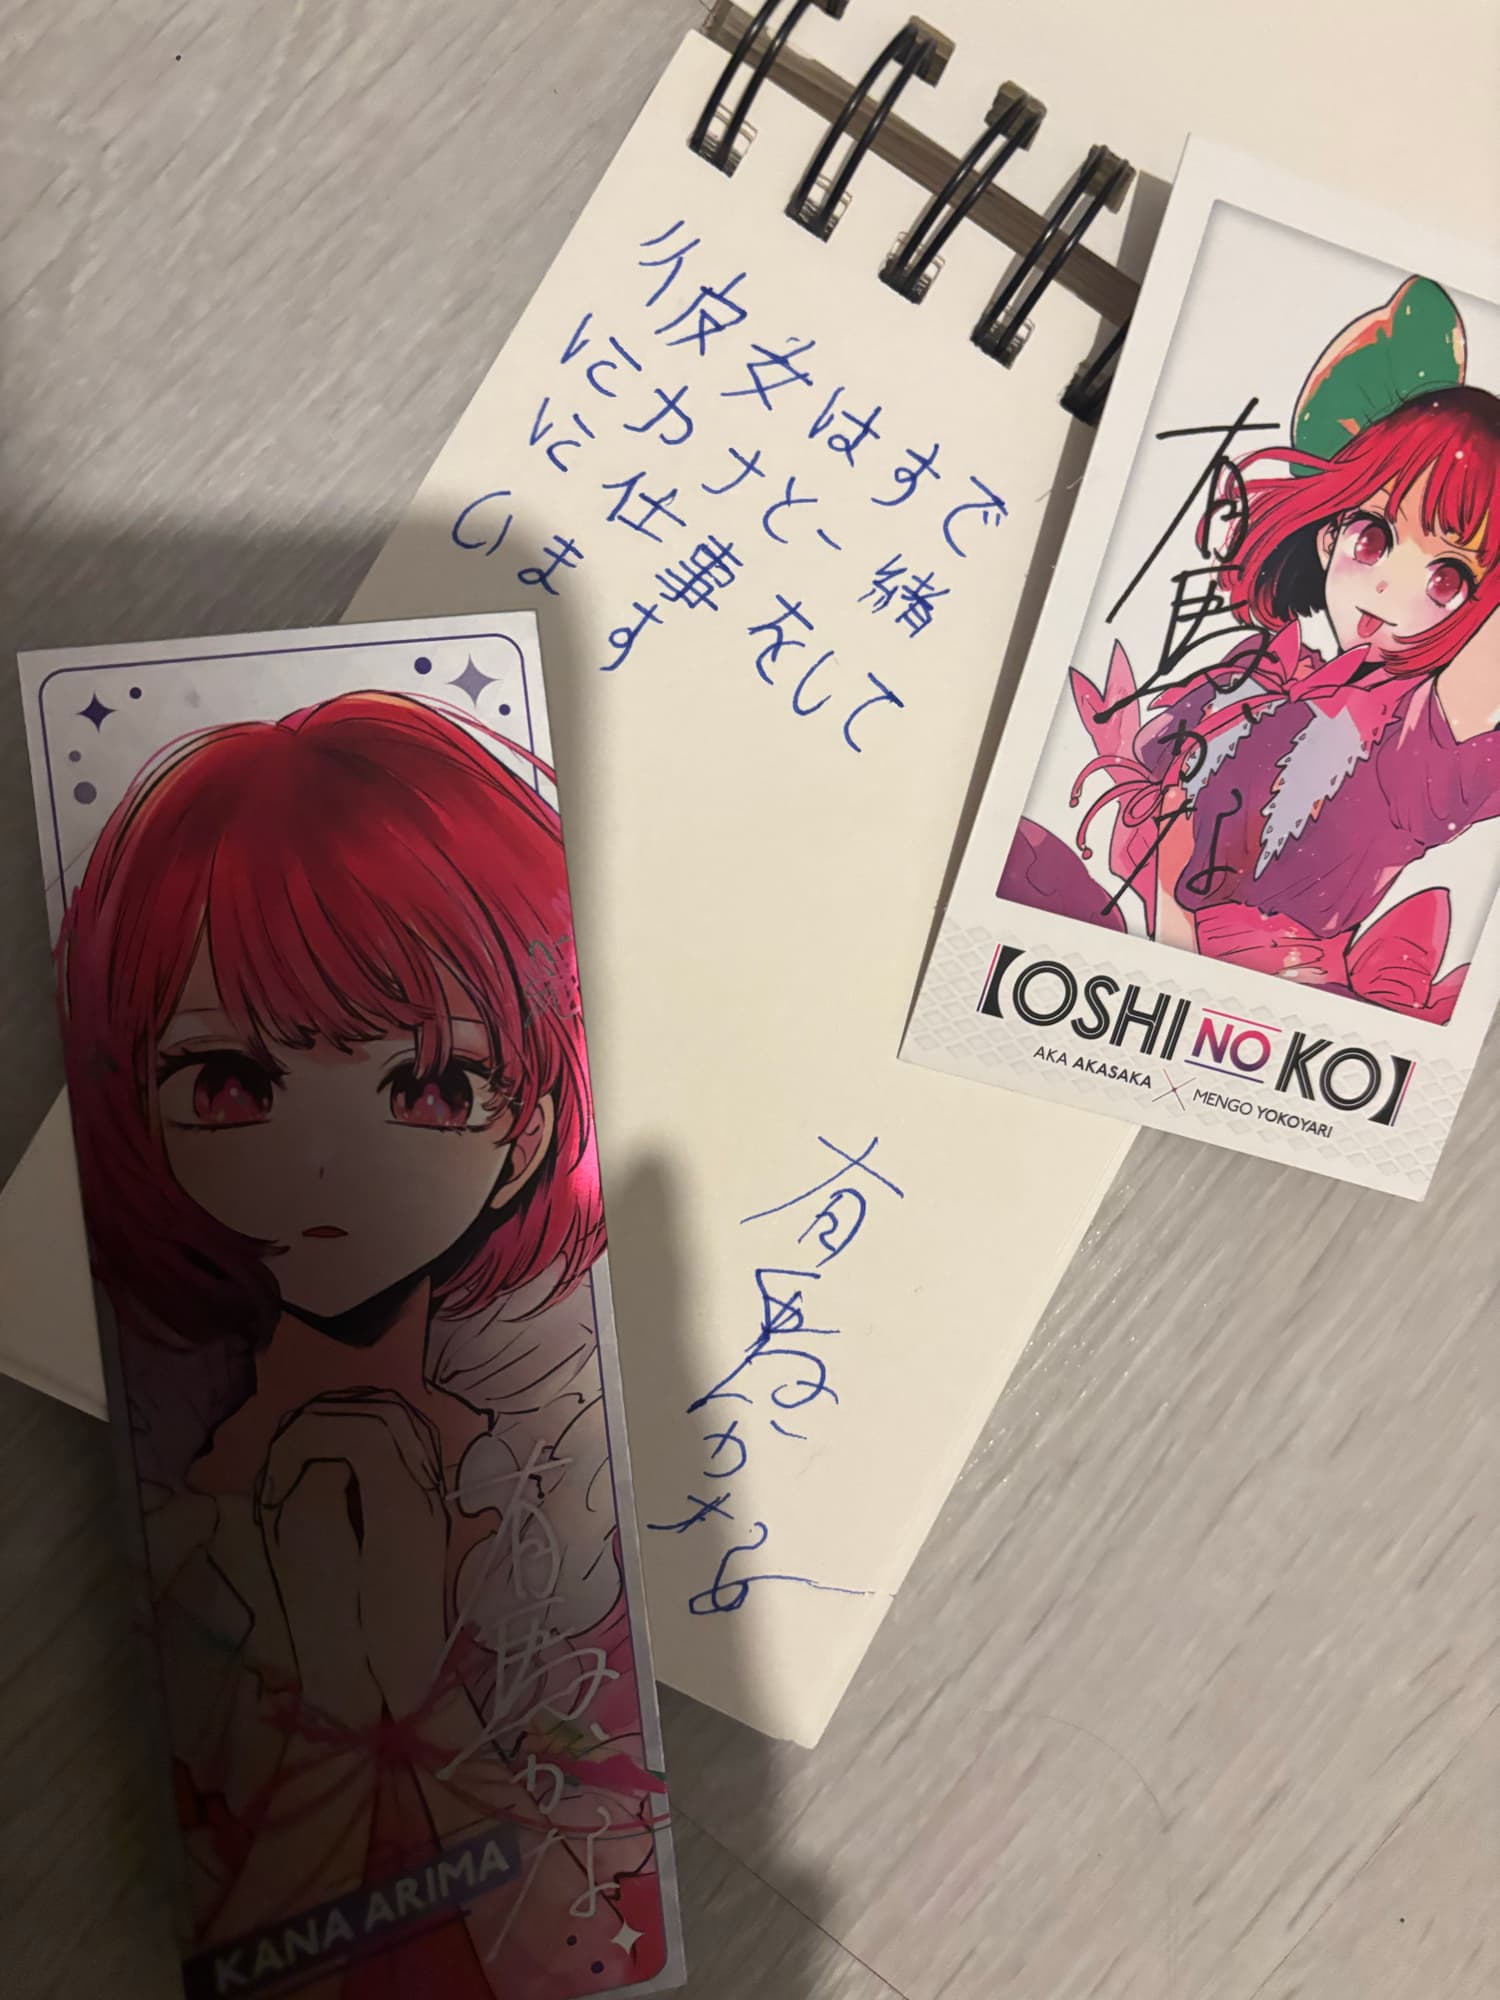 彼女はすで
にカナと一緒
に仕事をして
います
有馬かな
有馬かな
【OSHI NO KO】
AKA AKASAKA × MENGO YOKOYARI
有馬かな
KANA ARIMA